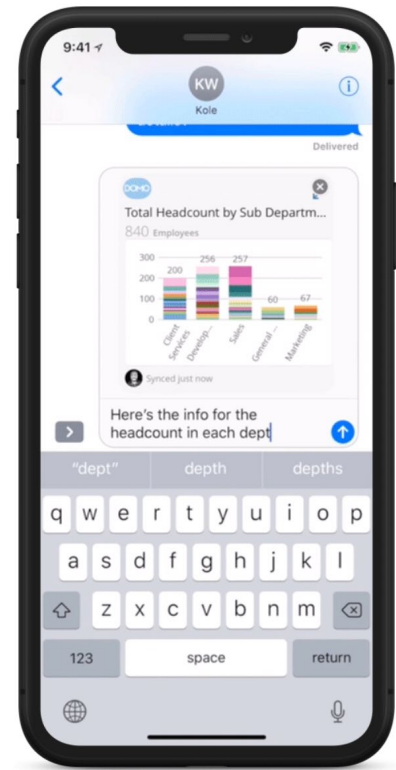 9:41
KW
Kole
Delivered
DOMO
Total Headcount by Sub Departm...
840 Employees
300
200
100
0
200
256
257
60
67
Client Services
Develop...
Sales
General ...
Marketing
Synced just now
Here's the info for the
headcount in each dept
"dept" depth depths
q w e r t y u i o p
a s d f g h j k l
z x c v b n m
123 space return